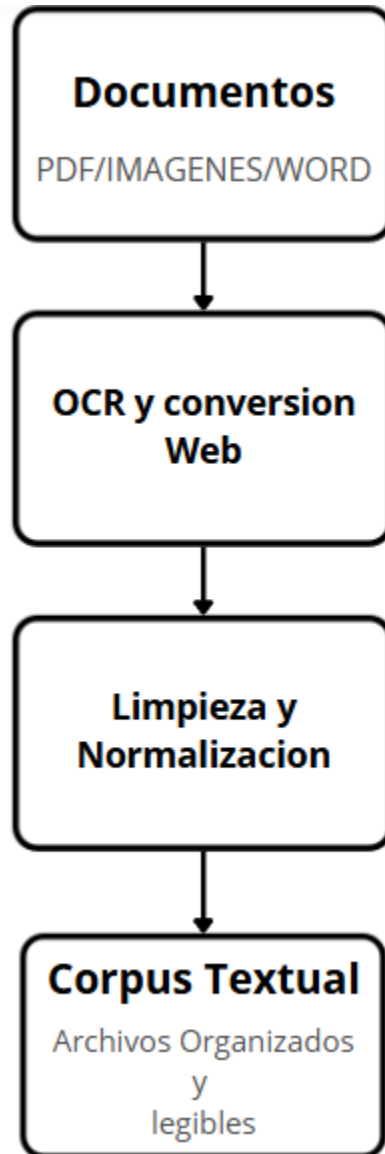 Documentos
PDF/IMAGENES/WORD
OCR y conversion
Web
Limpieza y
Normalizacion
Corpus Textual
Archivos Organizados
y
legibles